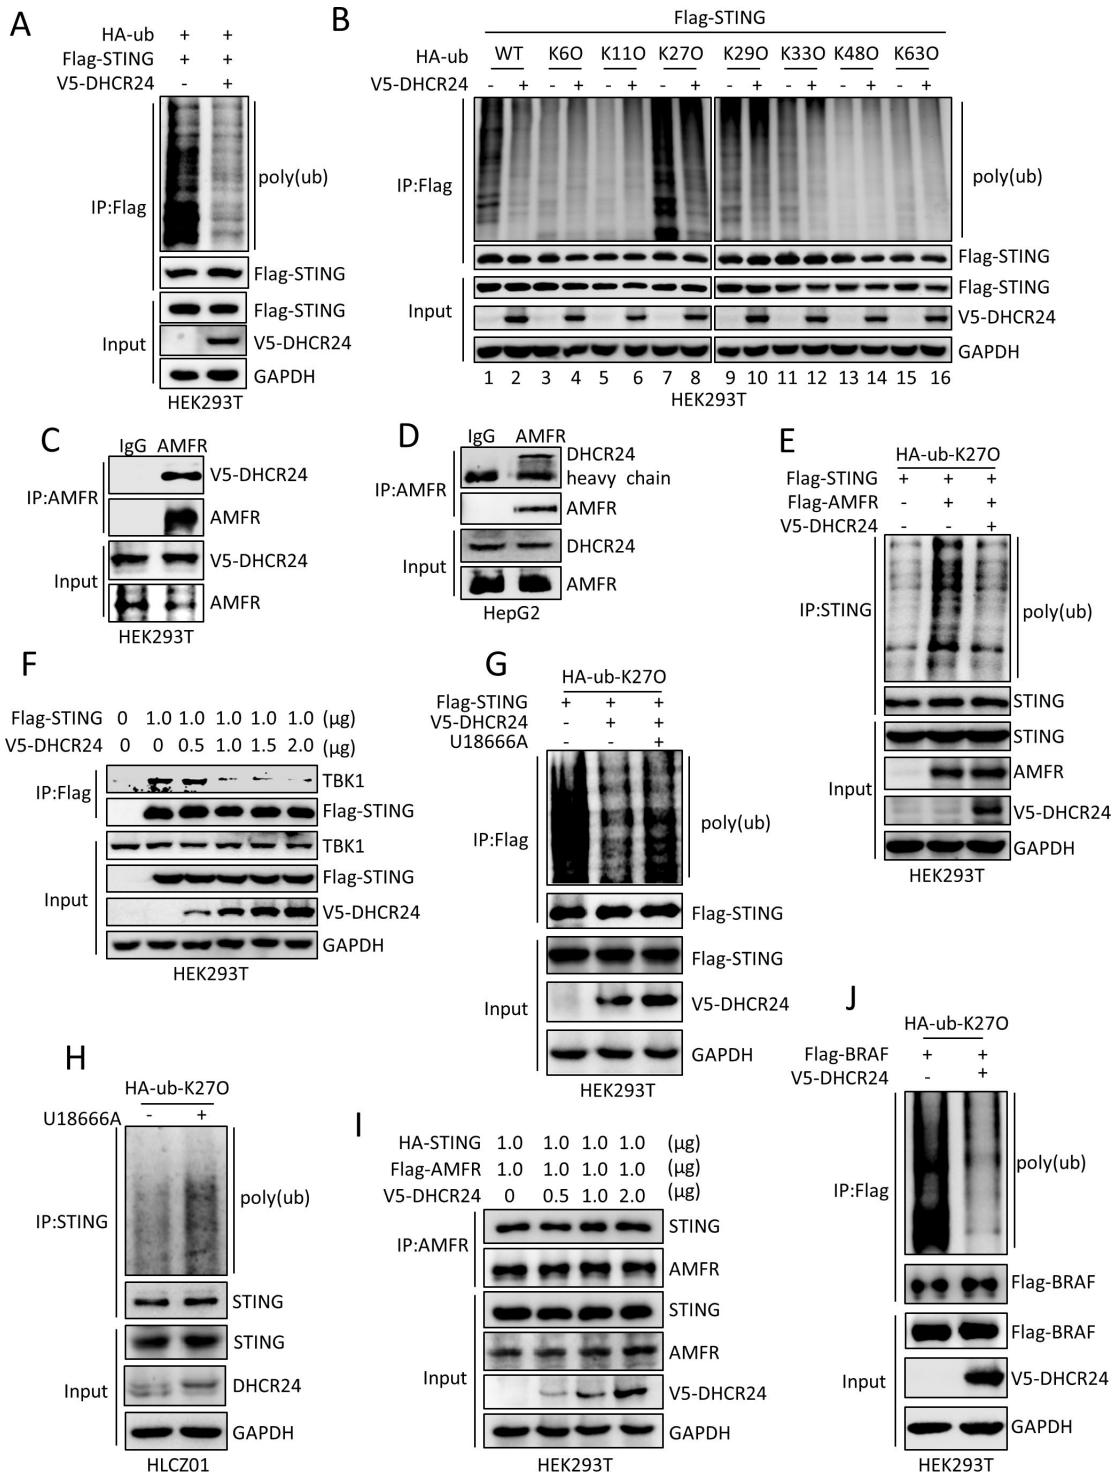 A
HA-ub + +
Flag-STING + +
V5-DHCR24 - +
IP:Flag
poly(ub)
Flag-STING
Input
Flag-STING
V5-DHCR24
GAPDH
HEK293T
B
Flag-STING
HA-ub WT K6O K11O K27O K29O K33O K48O K63O
V5-DHCR24 - + - + - + - + - + - + - + - +
IP:Flag
poly(ub)
Flag-STING
Input
Flag-STING
V5-DHCR24
GAPDH
1 2 3 4 5 6 7 8 9 10 11 12 13 14 15 16
HEK293T
C
IgG AMFR
IP:AMFR
V5-DHCR24
AMFR
Input
V5-DHCR24
AMFR
HEK293T
D
IgG AMFR
IP:AMFR
DHCR24
heavy chain
AMFR
Input
DHCR24
AMFR
HepG2
E
HA-ub-K27O
Flag-STING + + +
Flag-AMFR - + +
V5-DHCR24 - - +
IP:STING
poly(ub)
STING
Input
STING
AMFR
V5-DHCR24
GAPDH
HEK293T
F
Flag-STING 0 1.0 1.0 1.0 1.0 1.0 (μg)
V5-DHCR24 0 0 0.5 1.0 1.5 2.0 (μg)
IP:Flag
TBK1
Flag-STING
Input
TBK1
Flag-STING
V5-DHCR24
GAPDH
HEK293T
G
HA-ub-K27O
Flag-STING + + +
V5-DHCR24 - + +
U18666A - - +
IP:Flag
poly(ub)
Flag-STING
Input
Flag-STING
V5-DHCR24
GAPDH
HEK293T
H
HA-ub-K27O
U18666A - +
IP:STING
poly(ub)
STING
Input
STING
DHCR24
GAPDH
HLCZ01
I
HA-STING 1.0 1.0 1.0 1.0 (μg)
Flag-AMFR 1.0 1.0 1.0 1.0 (μg)
V5-DHCR24 0 0.5 1.0 2.0 (μg)
IP:AMFR
STING
AMFR
Input
STING
AMFR
V5-DHCR24
GAPDH
HEK293T
J
HA-ub-K27O
Flag-BRAF + +
V5-DHCR24 - +
IP:Flag
poly(ub)
Flag-BRAF
Input
Flag-BRAF
V5-DHCR24
GAPDH
HEK293T